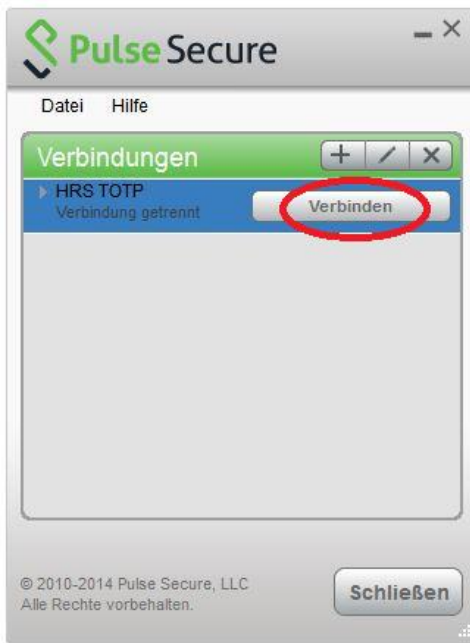 Pulse Secure
Datei Hilfe
Verbindungen
HRS TOTP
Verbindung getrennt
Verbinden
© 2010-2014 Pulse Secure, LLC
Alle Rechte vorbehalten.
Schließen